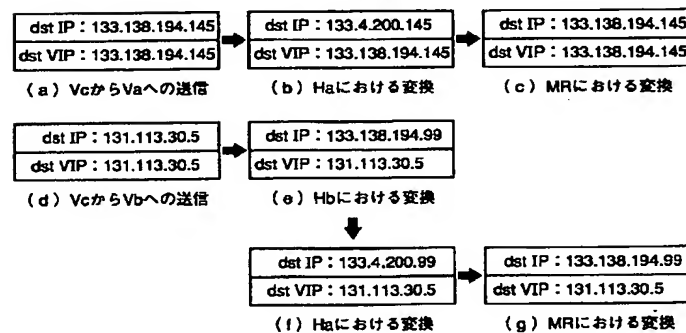 dst IP：133.138.194.145
dst VIP：133.138.194.145
（a）VcからVaへの送信
dst IP：133.4.200.145
dst VIP：133.138.194.145
（b）Haにおける変換
dst IP：133.138.194.145
dst VIP：133.138.194.145
（c）MRにおける変換
dst IP：131.113.30.5
dst VIP：131.113.30.5
（d）VcからVbへの送信
dst IP：133.138.194.99
dst VIP：131.113.30.5
（e）Hbにおける変換
dst IP：133.4.200.99
dst VIP：131.113.30.5
（f）Haにおける変換
dst IP：133.138.194.99
dst VIP：131.113.30.5
（g）MRにおける変換